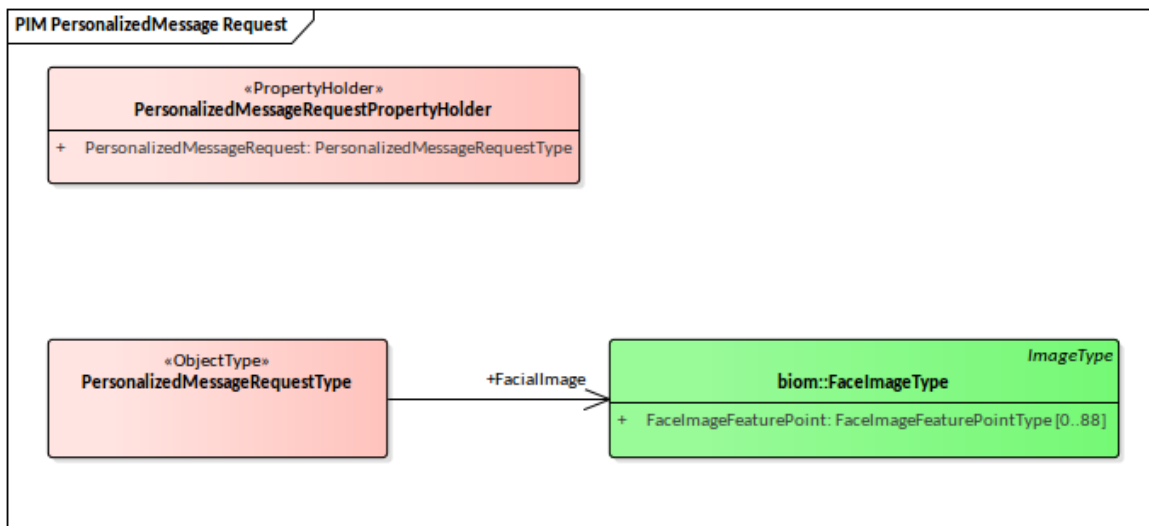 PIM PersonalizedMessage Request
«PropertyHolder»
PersonalizedMessageRequestPropertyHolder
+ PersonalizedMessageRequest: PersonalizedMessageRequestType
«ObjectType»
PersonalizedMessageRequestType
+FacialImage
ImageType
biom::FaceImageType
+ FaceImageFeaturePoint: FaceImageFeaturePointType [0..88]